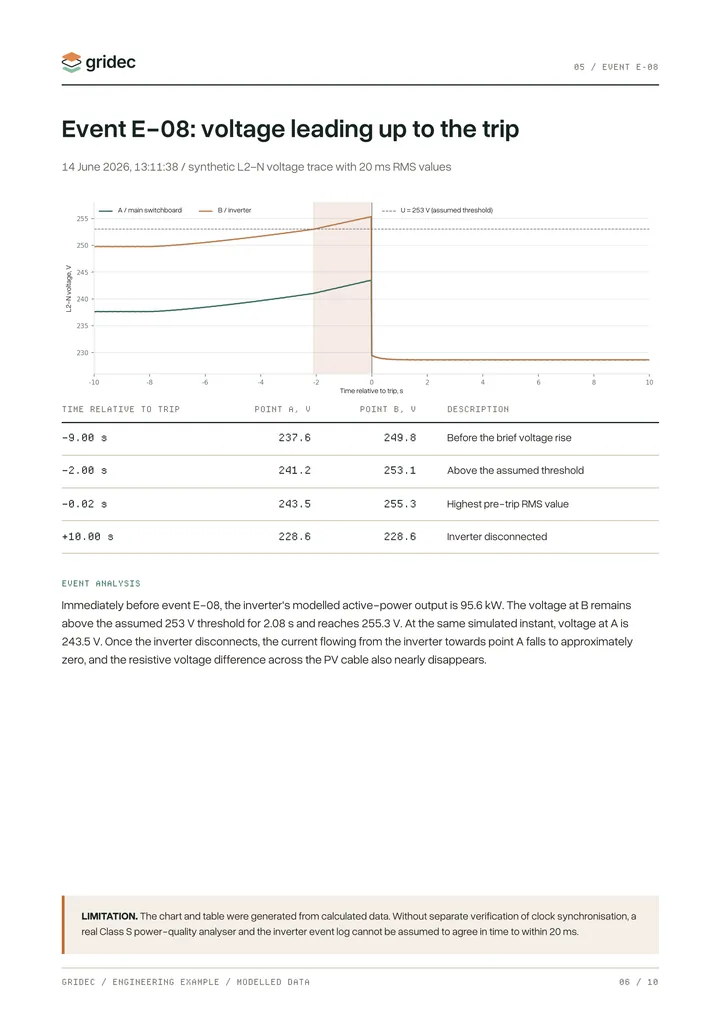 gridec
05 / EVENT E-08
Event E-08: voltage leading up to the trip
14 June 2026, 13:11:38 / synthetic L2-N voltage trace with 20 ms RMS values
A / main switchboard
B / inverter
U = 253 V (assumed threshold)
L2-N voltage, V
255
250
245
240
235
230
-10 -8 -6 -4 -2 0 2 4 6 8 10
Time relative to trip, s
TIME RELATIVE TO TRIP POINT A, V POINT B, V DESCRIPTION
-9.00 s 237.6 249.8 Before the brief voltage rise
-2.00 s 241.2 253.1 Above the assumed threshold
-0.02 s 243.5 255.3 Highest pre-trip RMS value
+10.00 s 228.6 228.6 Inverter disconnected
EVENT ANALYSIS
Immediately before event E-08, the inverter's modelled active-power output is 95.6 kW. The voltage at B remains
above the assumed 253 V threshold for 2.08 s and reaches 255.3 V. At the same simulated instant, voltage at A is
243.5 V. Once the inverter disconnects, the current flowing from the inverter towards point A falls to approximately
zero, and the resistive voltage difference across the PV cable also nearly disappears.
LIMITATION. The chart and table were generated from calculated data. Without separate verification of clock synchronisation, a
real Class S power-quality analyser and the inverter event log cannot be assumed to agree in time to within 20 ms.
GRIDEC / ENGINEERING EXAMPLE / MODELLED DATA
06 / 10